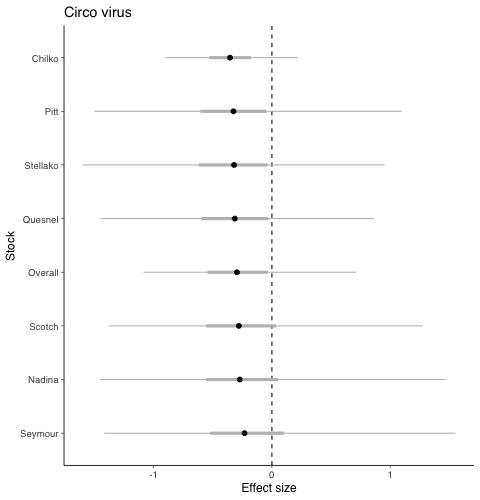 Circo virus
Stock
Chilko
Pitt
Stellako
Quesnel
Overall
Scotch
Nadina
Seymour
-1 0 1
Effect size